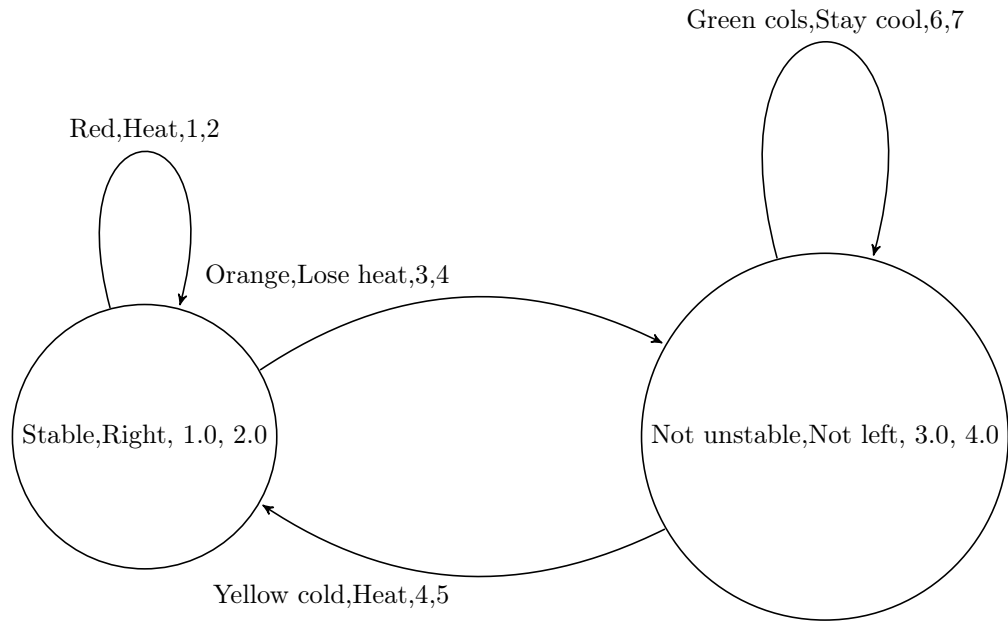 Green cols,Stay cool,6,7
Red,Heat,1,2
Orange,Lose heat,3,4
Stable,Right, 1.0, 2.0
Not unstable,Not left, 3.0, 4.0
Yellow cold,Heat,4,5